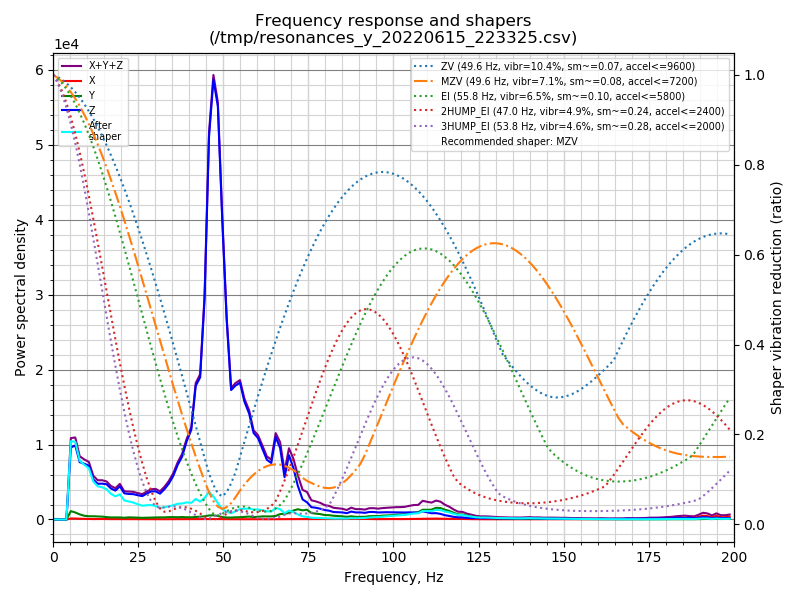 Frequency response and shapers
(/tmp/resonances_y_20220615_223325.csv)
1e4
X+Y+Z
X
Y
Z
After
shaper
ZV (49.6 Hz, vibr=10.4%, sm~=0.07, accel<=9600)
MZV (49.6 Hz, vibr=7.1%, sm~=0.08, accel<=7200)
EI (55.8 Hz, vibr=6.5%, sm~=0.10, accel<=5800)
2HUMP_EI (47.0 Hz, vibr=4.9%, sm~=0.24, accel<=2400)
3HUMP_EI (53.8 Hz, vibr=4.6%, sm~=0.28, accel<=2000)
Recommended shaper: MZV
6
5
4
3
2
1
0
Power spectral density
1.0
0.8
0.6
0.4
0.2
0.0
Shaper vibration reduction (ratio)
0 25 50 75 100 125 150 175 200
Frequency, Hz